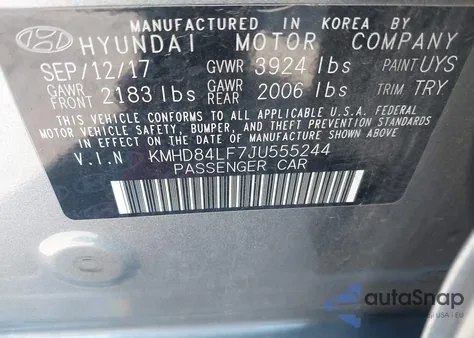 MANUFACTURED IN KOREA BY
HYUNDAI MOTOR COMPANY
SEP/12/17 GVWR 3924 lbs PAINT UYS
GAWR FRONT 2183 lbs GAWR REAR 2006 lbs TRIM TRY
THIS VEHICLE CONFORMS TO ALL APPLICABLE U.S.A. FEDERAL
MOTOR VEHICLE SAFETY, BUMPER, AND THEFT PREVENTION STANDARDS
IN EFFECT ON THE DATE OF MANUFACTURE SHOWN ABOVE.
V.I.N KMHD84LF7JU555244
PASSENGER CAR
autoSnap